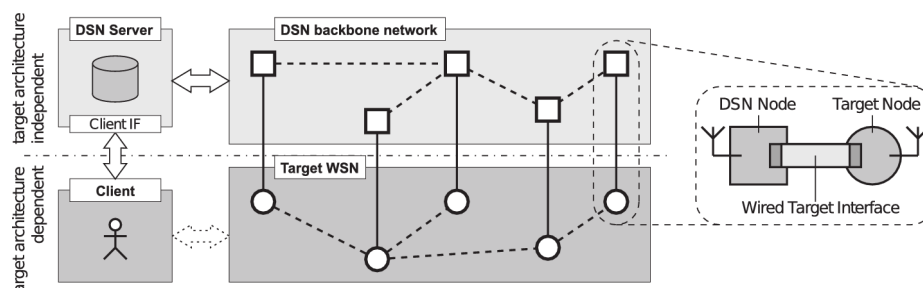 DSN Server
DSN backbone network
target architecture
independent
Client IF
DSN Node
Target Node
Wired Target Interface
Target WSN
Client
target architecture
dependent